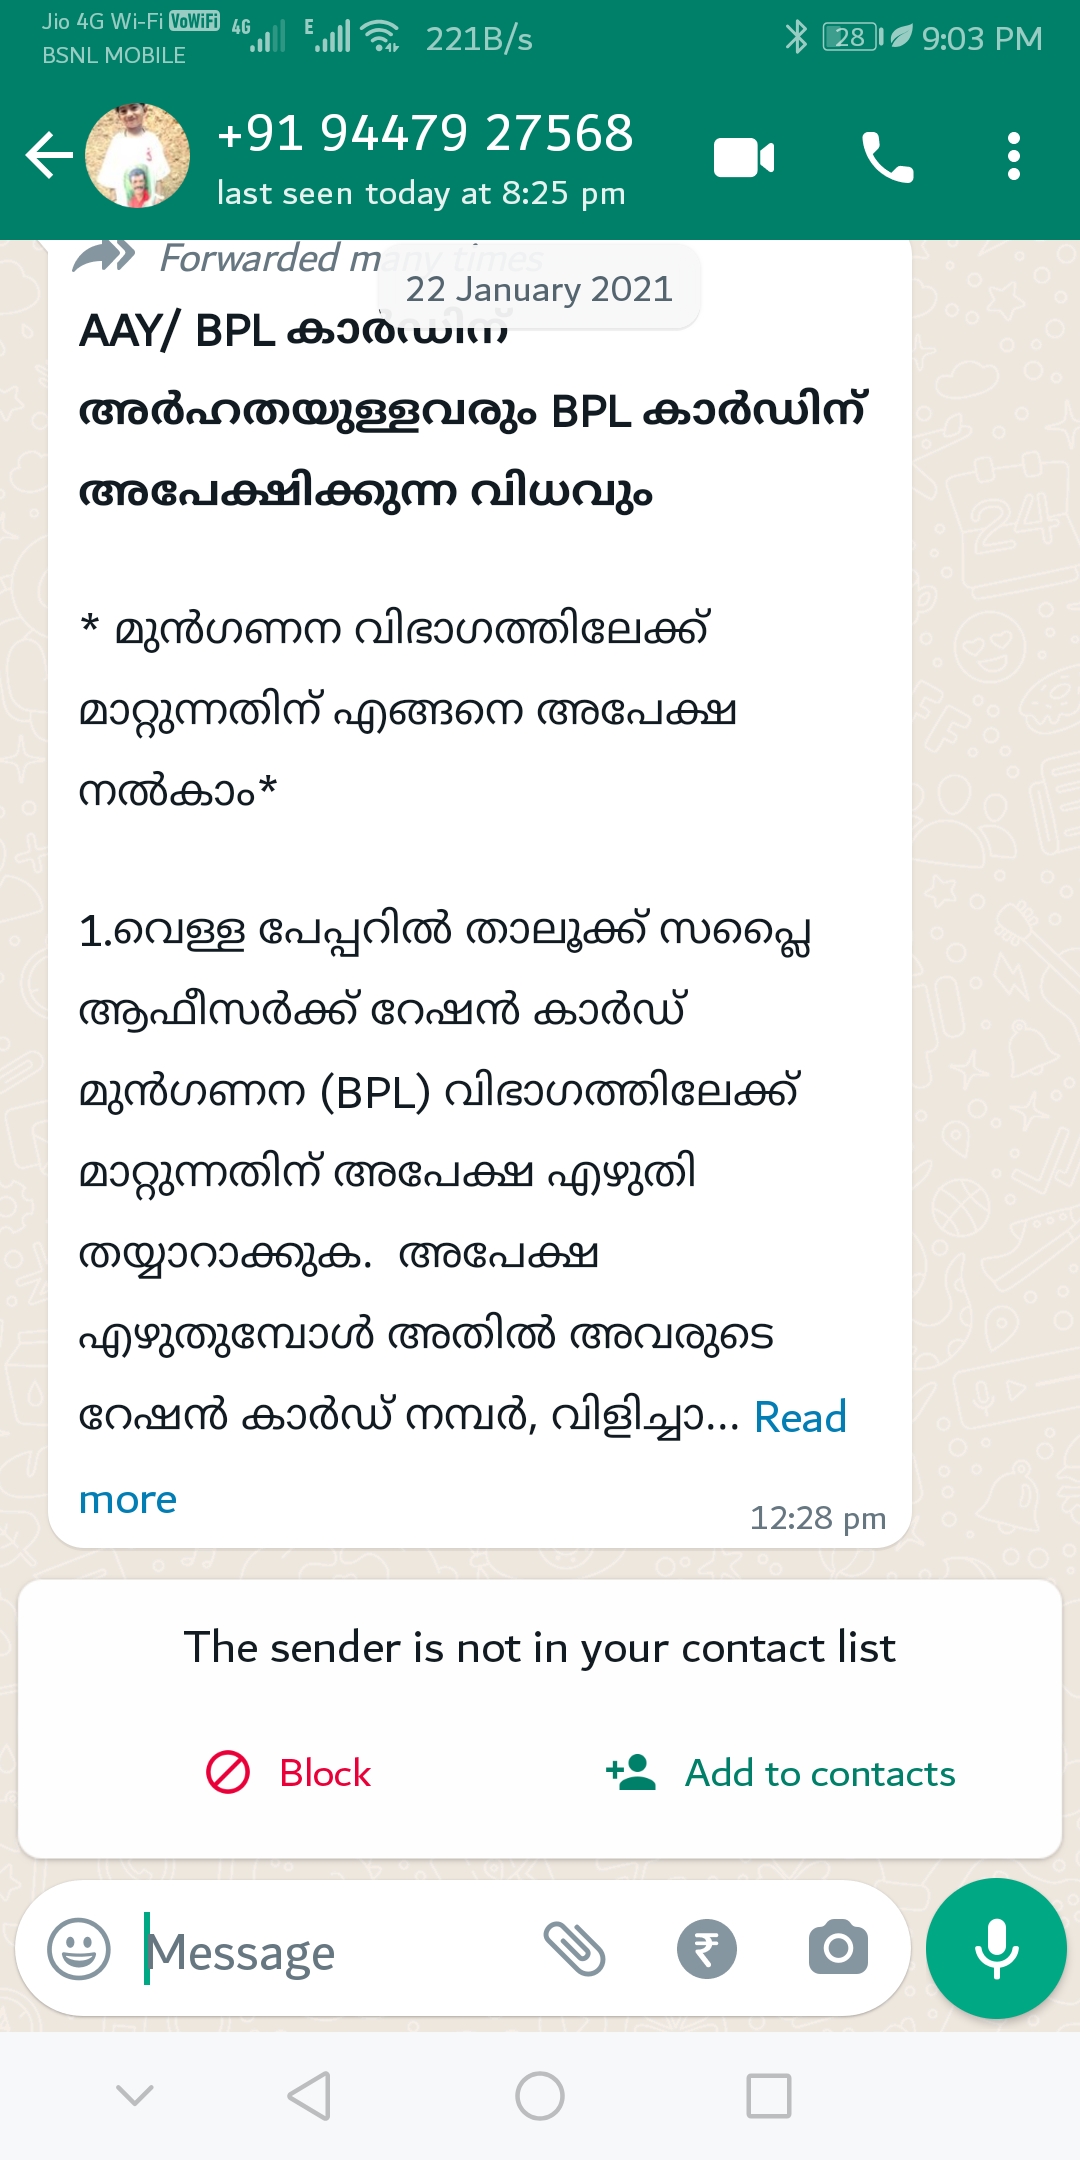 Jio 4G Wi-Fi VoWiFi 4G E 221B/s 28 9:03 PM
BSNL MOBILE
+91 94479 27568
last seen today at 8:25 pm
Forwarded many times
22 January 2021
AAY/ BPL കാർഡിന്
അർഹതയുള്ളവരും BPL കാർഡിന്
അപേക്ഷിക്കുന്ന വിധവും
* മുൻഗണന വിഭാഗത്തിലേക്ക്
മാറ്റുന്നതിന് എങ്ങനെ അപേക്ഷ
നൽകാം*
1.വെള്ള പേപ്പറിൽ താലൂക്ക് സപ്ലൈ
ആഫീസർക്ക് റേഷൻ കാർഡ്
മുൻഗണന (BPL) വിഭാഗത്തിലേക്ക്
മാറ്റുന്നതിന് അപേക്ഷ എഴുതി
തയ്യാറാക്കുക.  അപേക്ഷ
എഴുതുമ്പോൾ അതിൽ അവരുടെ
റേഷൻ കാർഡ് നമ്പർ, വിളിച്ചാ... Read
more
12:28 pm
The sender is not in your contact list
Block
Add to contacts
Message